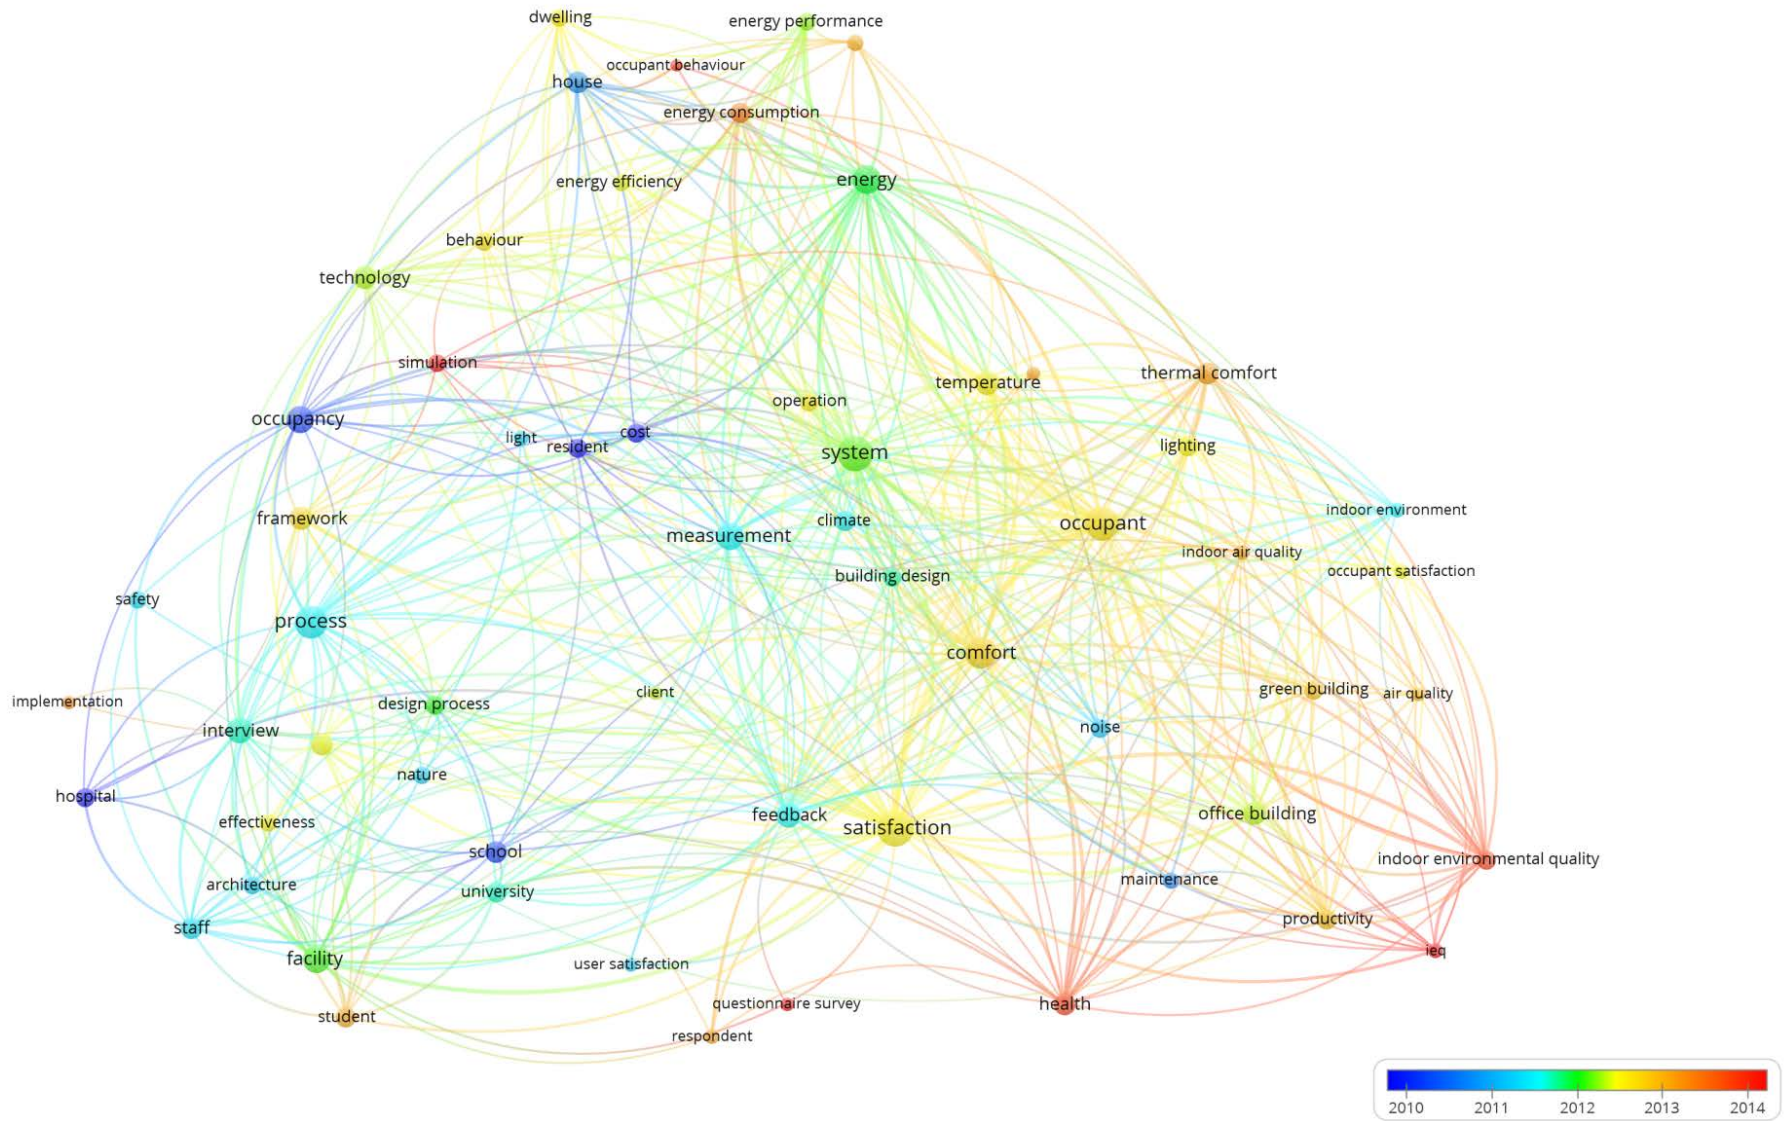 dwelling
energy performance
occupant behaviour
house
energy consumption
energy
energy efficiency
behaviour
technology
simulation
temperature
thermal comfort
operation
occupancy
light
resident
cost
system
lighting
framework
measurement
climate
occupant
indoor environment
indoor air quality
occupant satisfaction
building design
safety
process
comfort
implementation
design process
client
green building
air quality
interview
noise
nature
hospital
effectiveness
feedback
satisfaction
office building
school
indoor environmental quality
architecture
university
maintenance
staff
productivity
facility
user satisfaction
ieq
student
questionnaire survey
health
respondent
2010 2011 2012 2013 2014